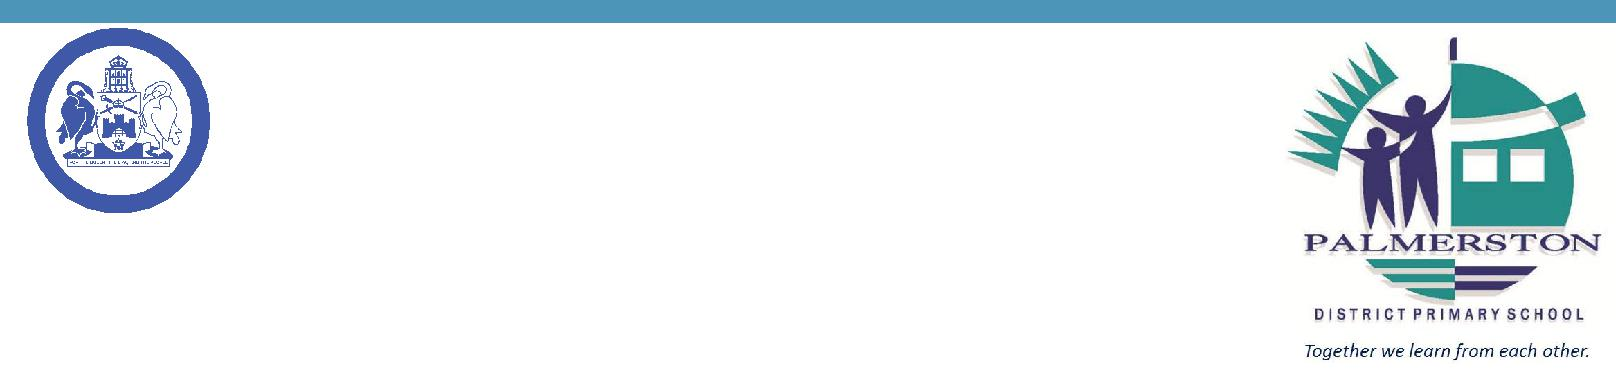 PALMERSTON
DISTRICT PRIMARY SCHOOL
Together we learn from each other.